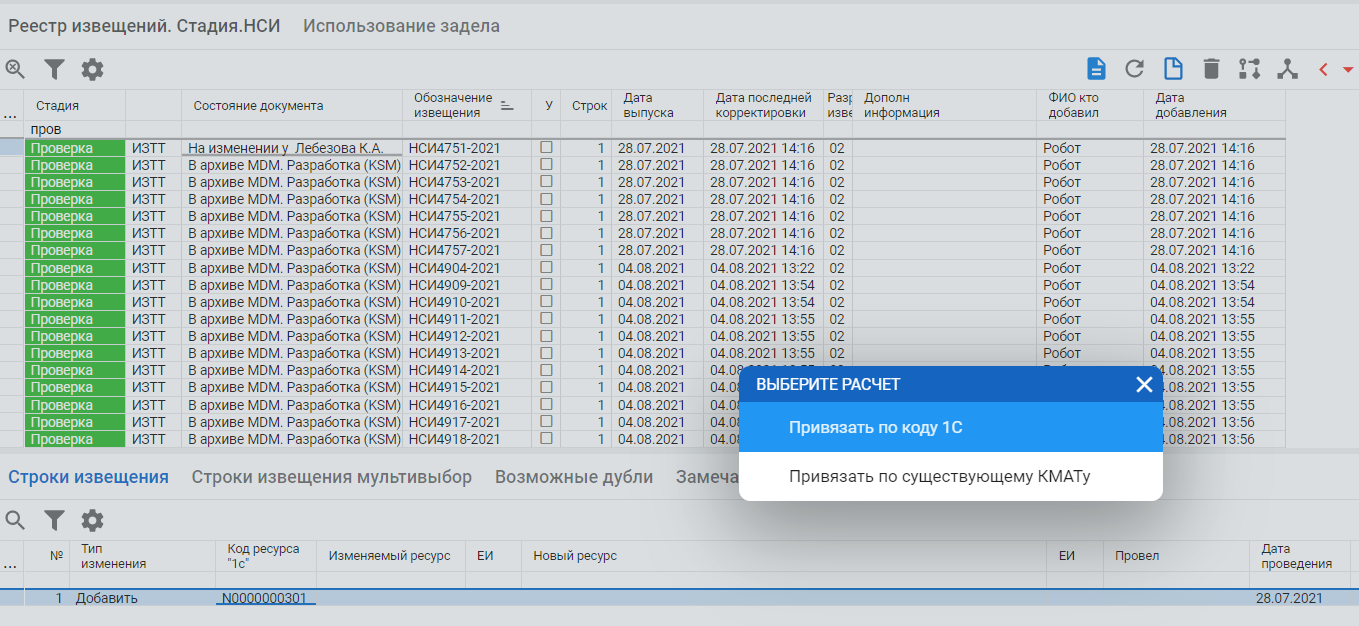 Реестр извещений. Стадия.НСИ Использование задела
... Стадия Состояние документа Обозначение извещения У Строк Дата выпуска Дата последней корректировки Разр изве Дополн информация ФИО кто добавил Дата добавления
пров
Проверка ИЗТТ На изменении у Лебезова К.А. НСИ4751-2021 1 28.07.2021 28.07.2021 14:16 02 Робот 28.07.2021 14:16
Проверка ИЗТТ В архиве MDM. Разработка (KSM) НСИ4752-2021 1 28.07.2021 28.07.2021 14:16 02 Робот 28.07.2021 14:16
Проверка ИЗТТ В архиве MDM. Разработка (KSM) НСИ4753-2021 1 28.07.2021 28.07.2021 14:16 02 Робот 28.07.2021 14:16
Проверка ИЗТТ В архиве MDM. Разработка (KSM) НСИ4754-2021 1 28.07.2021 28.07.2021 14:16 02 Робот 28.07.2021 14:16
Проверка ИЗТТ В архиве MDM. Разработка (KSM) НСИ4755-2021 1 28.07.2021 28.07.2021 14:16 02 Робот 28.07.2021 14:16
Проверка ИЗТТ В архиве MDM. Разработка (KSM) НСИ4756-2021 1 28.07.2021 28.07.2021 14:16 02 Робот 28.07.2021 14:16
Проверка ИЗТТ В архиве MDM. Разработка (KSM) НСИ4757-2021 1 28.07.2021 28.07.2021 14:16 02 Робот 28.07.2021 14:16
Проверка ИЗТТ В архиве MDM. Разработка (KSM) НСИ4904-2021 1 04.08.2021 04.08.2021 13:22 02 Робот 04.08.2021 13:22
Проверка ИЗТТ В архиве MDM. Разработка (KSM) НСИ4909-2021 1 04.08.2021 04.08.2021 13:54 02 Робот 04.08.2021 13:54
Проверка ИЗТТ В архиве MDM. Разработка (KSM) НСИ4910-2021 1 04.08.2021 04.08.2021 13:54 02 Робот 04.08.2021 13:54
Проверка ИЗТТ В архиве MDM. Разработка (KSM) НСИ4911-2021 1 04.08.2021 04.08.2021 13:55 02 Робот 04.08.2021 13:55
Проверка ИЗТТ В архиве MDM. Разработка (KSM) НСИ4912-2021 1 04.08.2021 04.08.2021 13:55 02 Робот 04.08.2021 13:55
Проверка ИЗТТ В архиве MDM. Разработка (KSM) НСИ4913-2021 1 04.08.2021 04.08.2021 13:55 02 Робот 04.08.2021 13:55
Проверка ИЗТТ В архиве MDM. Разработка (KSM) НСИ4914-2021 1 04.08.2021 .08.2021 13:55
Проверка ИЗТТ В архиве MDM. Разработка (KSM) НСИ4915-2021 1 04.08.2021 04.0 .08.2021 13:55
Проверка ИЗТТ В архиве MDM. Разработка (KSM) НСИ4916-2021 1 04.08.2021 04.0 .08.2021 13:55
Проверка ИЗТТ В архиве MDM. Разработка (KSM) НСИ4917-2021 1 04.08.2021 04.0 .08.2021 13:56
Проверка ИЗТТ В архиве MDM. Разработка (KSM) НСИ4918-2021 1 04.08.2021 04.0 .08.2021 13:56
ВЫБЕРИТЕ РАСЧЕТ
Привязать по коду 1С
Привязать по существующему КМАТу
Строки извещения Строки извещения мультивыбор Возможные дубли Замеча
... № Тип изменения Код ресурса "1с" Изменяемый ресурс ЕИ Новый ресурс ЕИ Провел Дата проведения
1 Добавить N0000000301 28.07.2021